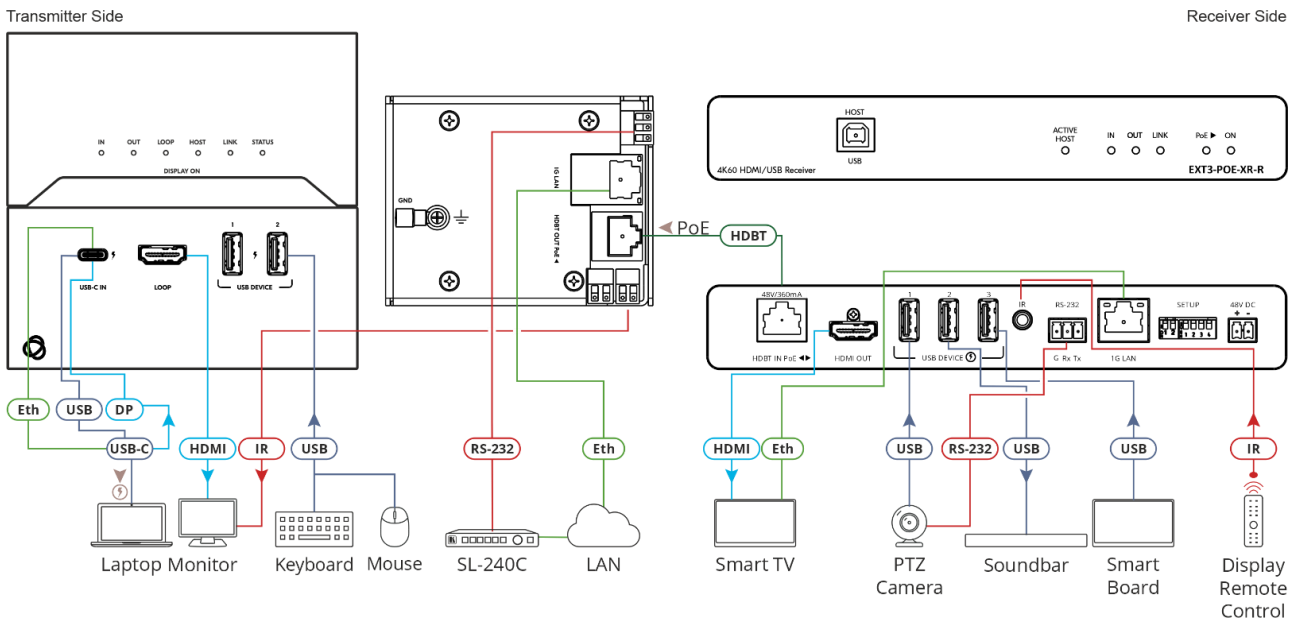 Transmitter Side
Receiver Side
IN OUT LOOP HOST LINK STATUS
DISPLAY ON
1 2
USB-C IN LOOP USB DEVICE
GND
1G LAN
HDBT OUT PoE ◄
PoE
HDBT
HOST
USB
4K60 HDMI/USB Receiver
ACTIVE
HOST
IN OUT LINK PoE ► ON
EXT3-POE-XR-R
48V/360mA
1 2 3
IR
RS-232
SETUP
48V DC
+ -
1 2
1 2 3 4
HDBT IN PoE ◄►
HDMI OUT
USB DEVICE
G Rx Tx
1G LAN
Eth
USB
DP
USB-C
HDMI
IR
USB
RS-232
Eth
HDMI
Eth
USB
RS-232
USB
USB
IR
Laptop
Monitor
Keyboard
Mouse
SL-240C
LAN
Smart TV
PTZ
Camera
Soundbar
Smart
Board
Display
Remote
Control